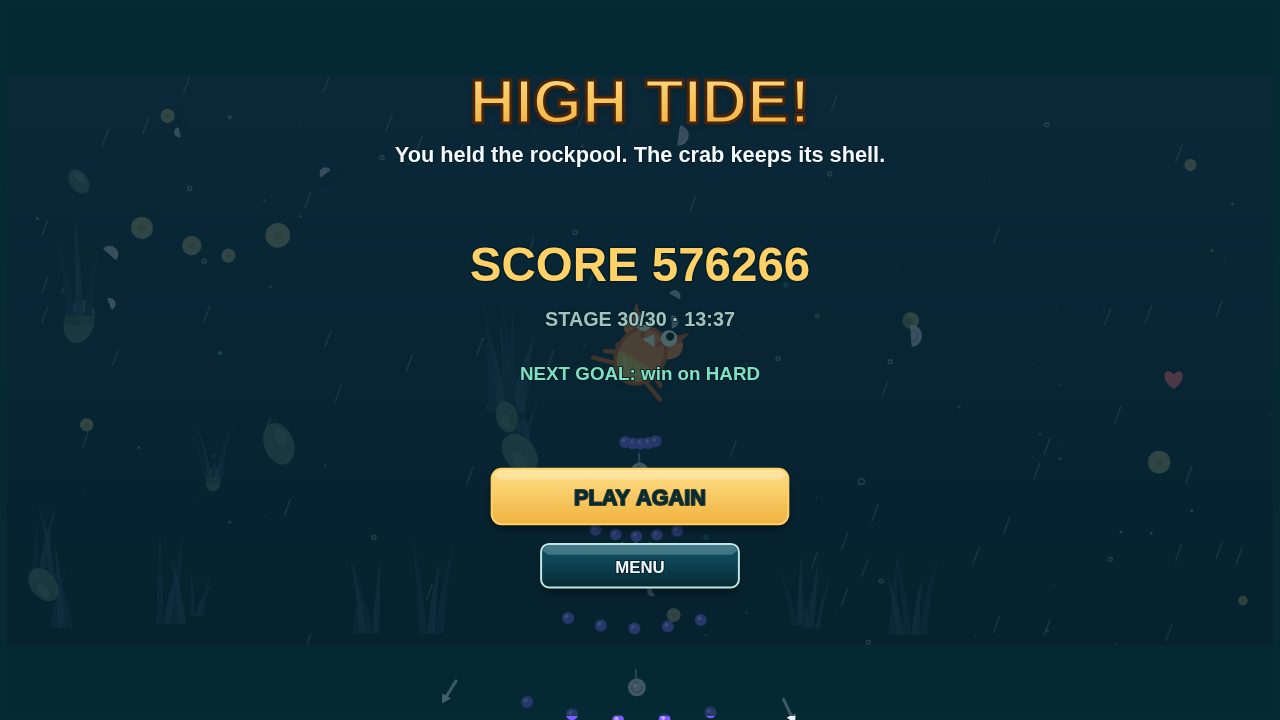 HIGH TIDE!
You held the rockpool. The crab keeps its shell.
SCORE 576266
STAGE 30/30 · 13:37
NEXT GOAL: win on HARD
PLAY AGAIN
MENU